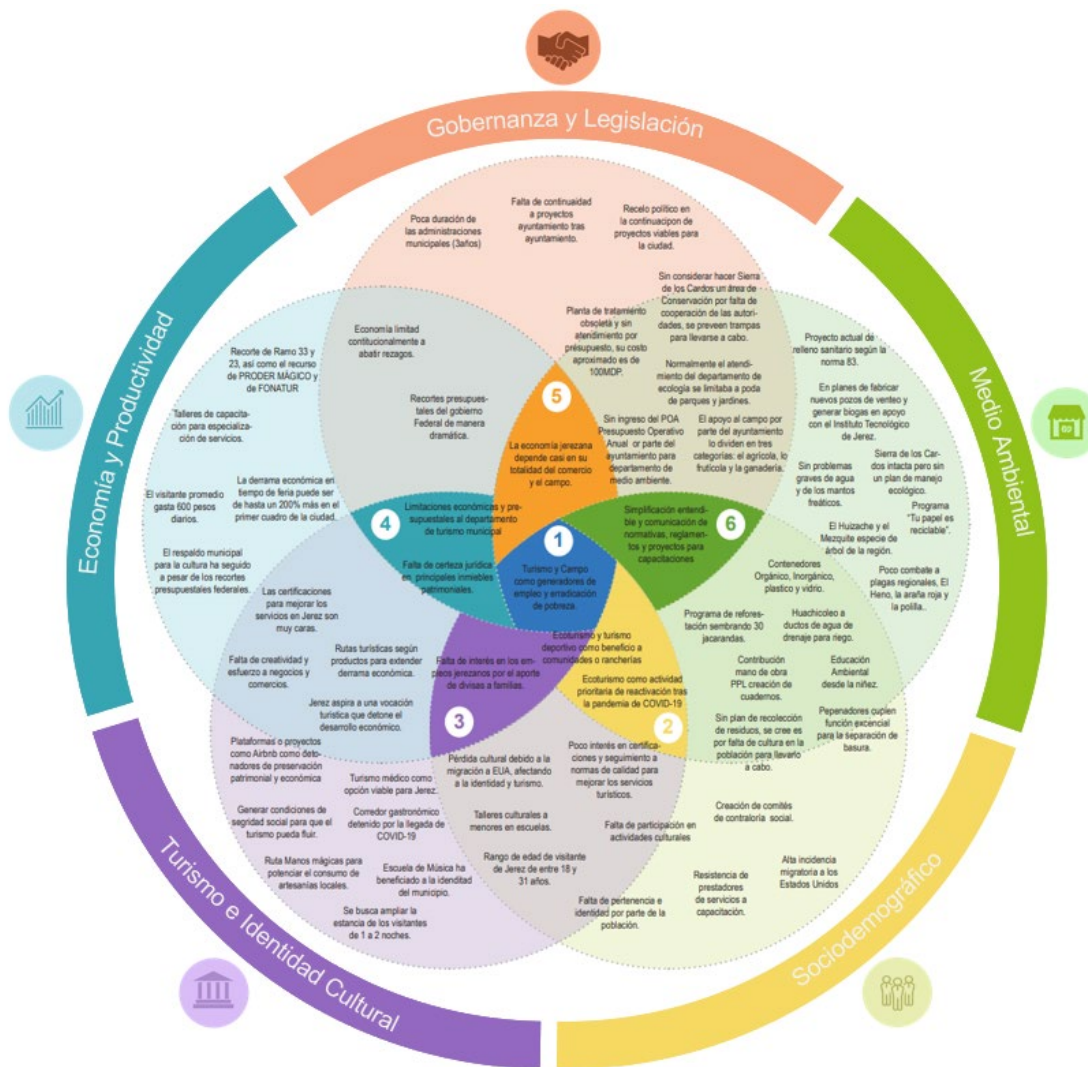 Gobernanza y Legislación
Economía y Productividad
Medio Ambiental
Turismo e Identidad Cultural
Sociodemográfico
Poca duración de
las administraciones
municipales (3años)
Falta de continuaidad
a proyectos
ayuntamiento tras
ayuntamiento.
Recelo político en
la continuacipon de
proyectos viables para
la ciudad.
Economía limitad
contitucionalmente a
abatir rezagos.
Recortes presupues-
tales del gobierno
Federal de manera
dramática.
Planta de tratamiento
obsoleta y sin
atendimiento por
présupuesto, su costo
aproximado es de
100MDP.
Sin considerar hacer Sierra
de los Cardos un área de
Conservación por falta de
cooperación de las autori-
dades, se preveen trampas
para llevarse a cabo.
Normalmente el atendi-
miento del departamento de
ecología se limitaba a poda
de parques y jardines.
Sin ingreso del POA
Presupuesto Operativo
Anual or parte del
ayuntamiento para
departamento de
medio ambiente.
El apoyo al campo por
parte del ayuntamiento
lo dividen en tres
categorías: el agrícola, lo
frutícola y la ganadería.
Recorte de Ramo 33 y
23, así como el recurso
de PRODER MÁGICO y
de FONATUR
Talleres de capacita-
ción para especializa-
ción de servicios.
El visitante promedio
gasta 600 pesos
diarios.
La derrama económica en
tiempo de feria puede ser
de hasta un 200% más en el
primer cuadro de la ciudad.
El respaldo municipal
para la cultura ha seguido
a pesar de los recortes
presupuestales federales.
5
La economía jerezana
depende casi en su
totalidad del comercio
y el campo.
4
Limitaciones económicas y pre-
supuestales al departamento
de turismo municipal
Falta de certeza jurídica
en principales inmiebles
patrimoniales.
1
Turismo y Campo
como generadores de
empleo y erradicación
de pobreza.
6
Simplificación entendi-
ble y comunicación de
normativas, reglamen-
tos y proyectos para
capacitaciones
Proyecto actual de
relleno sanitario según la
norma 83.
En planes de fabricar
nuevos pozos de venteo y
generar biogas en apoyo
con el Instituto Tecnológico
de Jerez.
Sin problemas
graves de agua
y de los mantos
freáticos.
Sierra de los Car-
dos intacta pero sin
un plan de manejo
ecológico.
Programa
“Tu papel es
reciclable”.
El Huizache y el
Mezquite especie de
árbol de la región.
Poco combate a
plagas regionales, El
Heno, la araña roja y
la polilla..
Contenedores
Orgánico, Inorgánico,
plastico y vidrio.
Programa de refores-
tación sembrando 30
jacarandas.
Huachicoleo a
ductos de agua de
drenaje para riego.
Contribución
mano de obra
PPL creación de
cuadernos.
Educación
Ambiental
desde la niñez.
Sin plan de recolección
de residuos, se cree es
por falta de cultura en la
población para llevarlo a
cabo.
Pepenadores cuplen
función excencial
para la separación de
basura.
Las certificaciones
para mejorar los
servicios en Jerez son
muy caras.
Falta de creatividad y
esfuerzo a negocios y
comercios.
Rutas turísticas según
productos para extender
derrama económica.
Jerez aspira a una vocación
turística que detone el
desarrollo económico.
Falta de interés en los em-
pleos jerezanos por el aporte
de divisas a familias.
3
Ecoturismo y turismo
deportivo como beneficio a
comunidades o rancherías
Ecoturismo como actividad
prioritaria de reactivación tras
la pandemia de COVID-19
2
Plataformas o proyectos
como Airbnb como deto-
nadores de preservación
patrimonial y económica
Turismo médico como
opción viable para Jerez.
Generar condiciones de
segridad social para que el
turismo pueda fluir.
Corredor gastronómico
detenido por la llegada de
COVID-19
Ruta Manos mágicas para
potenciar el consumo de
artesanías locales.
Escuela de Música ha
beneficiado a la idenditad
del municipio.
Se busca ampliar la
estancia de los visitantes
de 1 a 2 noches.
Pérdida cultural debido a la
migración a EUA, afectando
a la identidad y turismo.
Poco interés en certifica-
ciones y seguimiento a
normas de calidad para
mejorar los servicios
turísticos.
Talleres culturales a
menores en escuelas.
Falta de participación en
actividades culturales
Rango de edad de visitante
de Jerez de entre 18 y
31 años.
Falta de pertenencia e
identidad por parte de la
población.
Creación de comités
de contraloría social.
Resistencia de
prestadores
de servicios a
capacitación.
Alta incidencia
migratoria a los
Estados Unidos